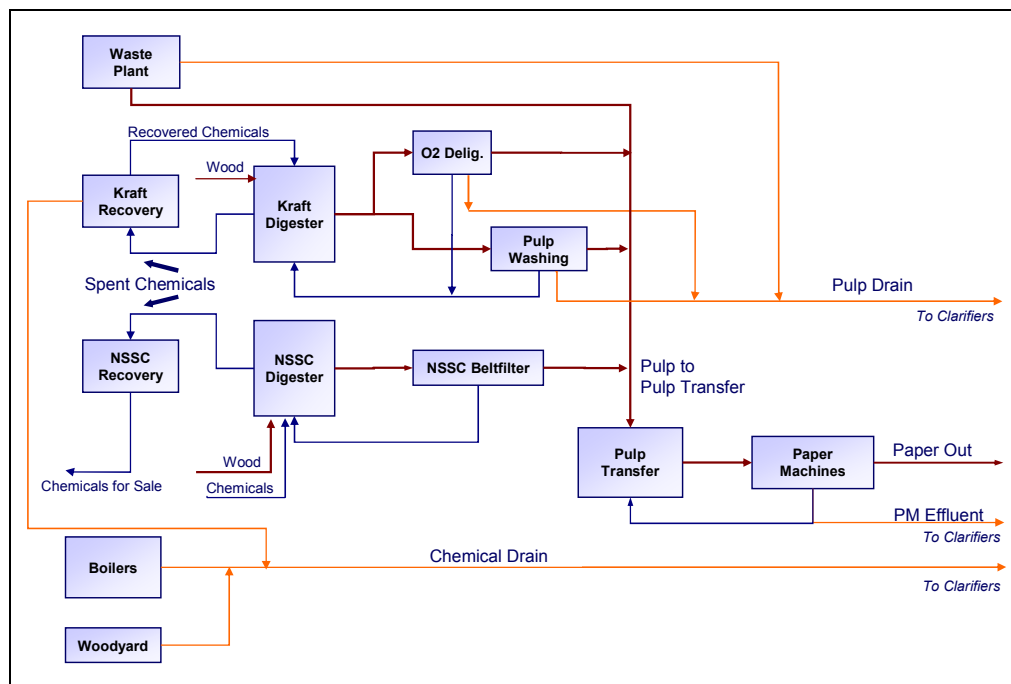 Waste
Plant
Recovered Chemicals
O2 Delig.
Wood
Kraft
Recovery
Kraft
Digester
Pulp
Washing
Spent Chemicals
Pulp Drain
To Clarifiers
NSSC
Recovery
NSSC
Digester
NSSC Beltfilter
Pulp to
Pulp Transfer
Wood
Chemicals for Sale
Chemicals
Pulp
Transfer
Paper
Machines
Paper Out
PM Effluent
To Clarifiers
Boilers
Chemical Drain
To Clarifiers
Woodyard